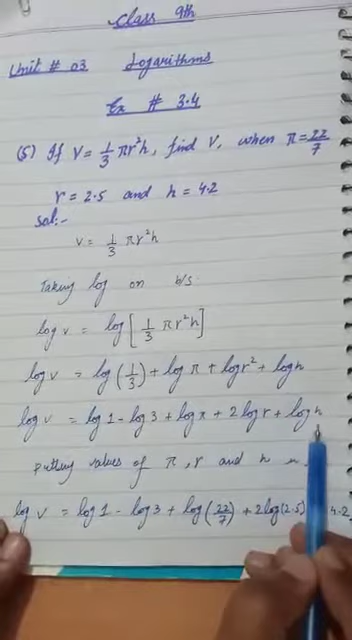 Class 9th
Unit # 03 Logarithms
Ex # 3.4
(5) If V = 1/3 πr²h, find V, when π = 22/7
r = 2.5 and h = 4.2
Sol:-
V = 1/3 πr²h
Taking log on b/s
log V = log [1/3 πr²h]
log V = log(1/3) + log π + log r² + log h
log V = log 1 - log 3 + log π + 2 log r + log h
Putting values of π, r and h
log V = log 1 - log 3 + log(22/7) + 2log(2.5) 4.2